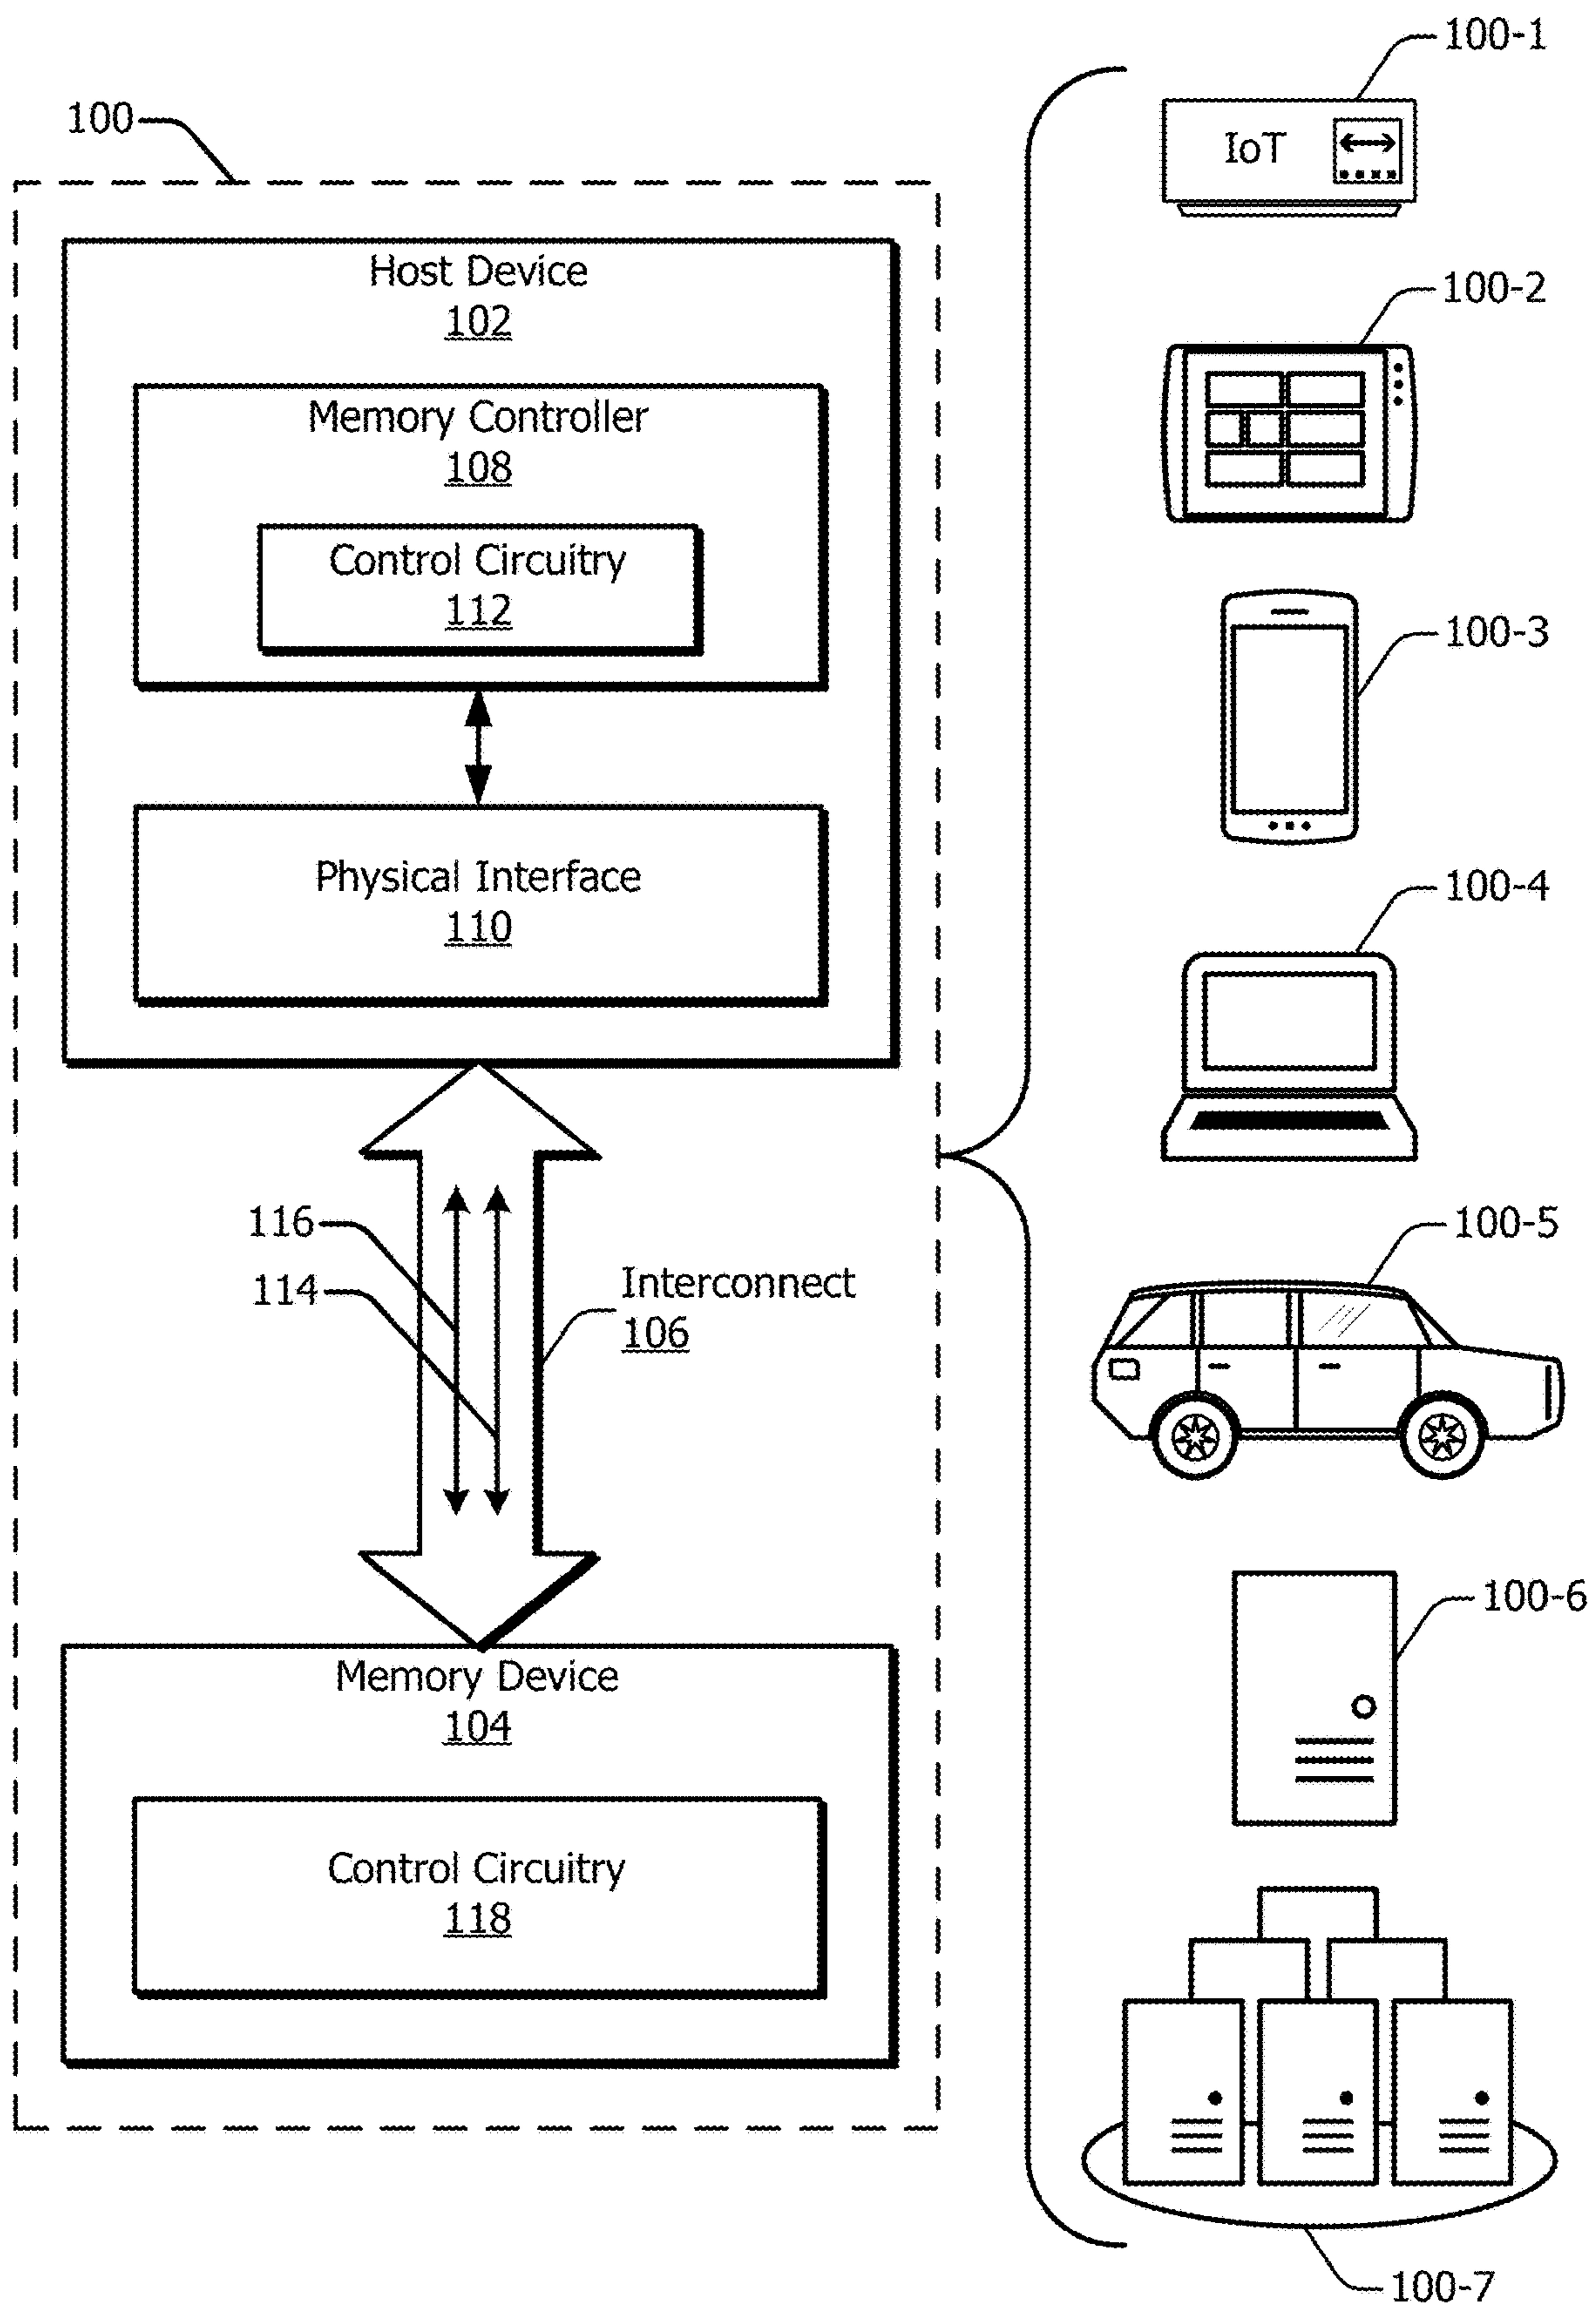 100
Host Device
102
Memory Controller
108
Control Circuitry
112
Physical Interface
110
116
114
Interconnect
106
Memory Device
104
Control Circuitry
118
100-1
IoT
100-2
100-3
100-4
100-5
100-6
100-7